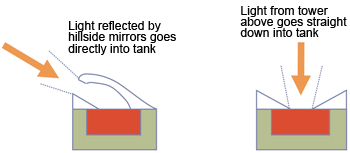 Light reflected by
hillside mirrors goes
directly into tank
Light from tower
above goes straight
down into tank